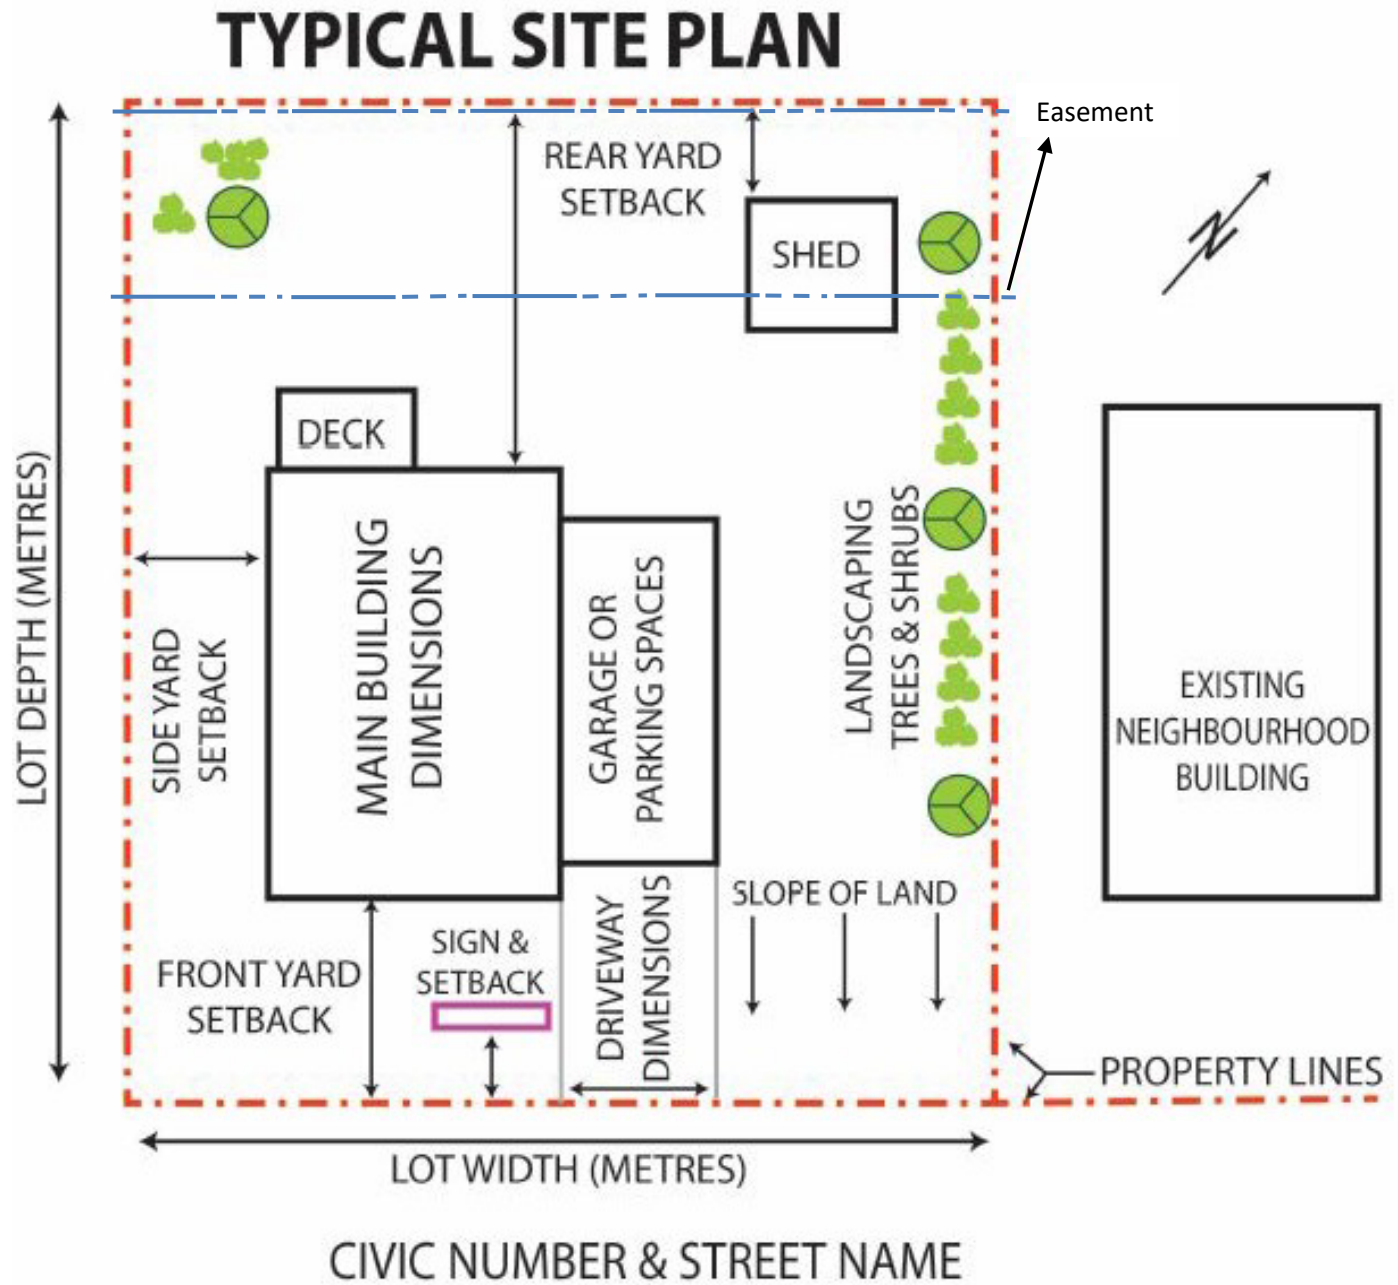 TYPICAL SITE PLAN
Easement
REAR YARD
SETBACK
N
SHED
DECK
LOT DEPTH (METRES)
SIDE YARD
SETBACK
MAIN BUILDING
DIMENSIONS
GARAGE OR
PARKING SPACES
LANDSCAPING
TREES & SHRUBS
EXISTING
NEIGHBOURHOOD
BUILDING
SLOPE OF LAND
FRONT YARD
SETBACK
SIGN &
SETBACK
DRIVEWAY
DIMENSIONS
PROPERTY LINES
LOT WIDTH (METRES)
CIVIC NUMBER & STREET NAME